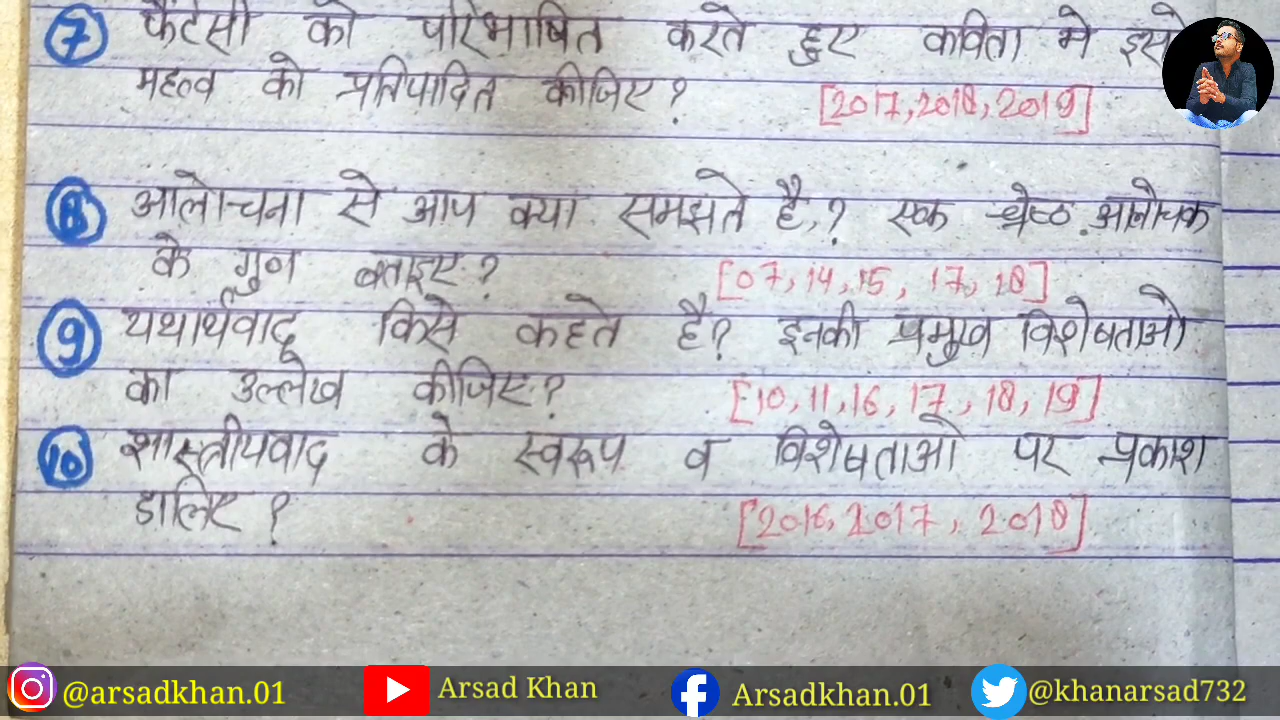 7 फैंटेसी को परिभाषित करते हुए कविता मे इसके
महत्व को प्रतिपादित कीजिए ? [2017,2018,2019]
8 आलोचना से आप क्या समझते है,? एक श्रेष्ठ आलोचक
के गुण बताइए ? [07,14,15, 17, 18]
9 यथार्थवाद किसे कहते है? इनकी प्रमुख विशेषताओ
का उल्लेख कीजिए ? [10,11,16,17,18,19]
10 शास्त्रीयवाद के स्वरूप व विशेषताओ पर प्रकाश
डालिए ? [2016,2017, 2018]
@arsadkhan.01 Arsad Khan Arsadkhan.01 @khanarsad732